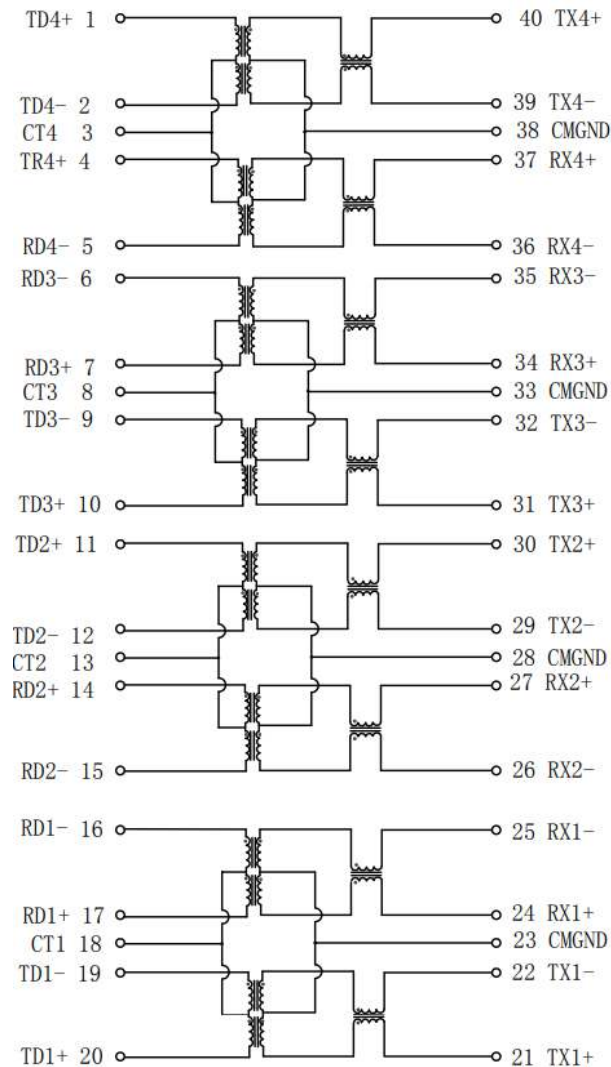 TD4+ 1 40 TX4+
TD4- 2 39 TX4-
CT4 3 38 CMGND
TR4+ 4 37 RX4+
RD4- 5 36 RX4-
RD3- 6 35 RX3-
RD3+ 7 34 RX3+
CT3 8 33 CMGND
TD3- 9 32 TX3-
TD3+ 10 31 TX3+
TD2+ 11 30 TX2+
TD2- 12 29 TX2-
CT2 13 28 CMGND
RD2+ 14 27 RX2+
RD2- 15 26 RX2-
RD1- 16 25 RX1-
RD1+ 17 24 RX1+
CT1 18 23 CMGND
TD1- 19 22 TX1-
TD1+ 20 21 TX1+